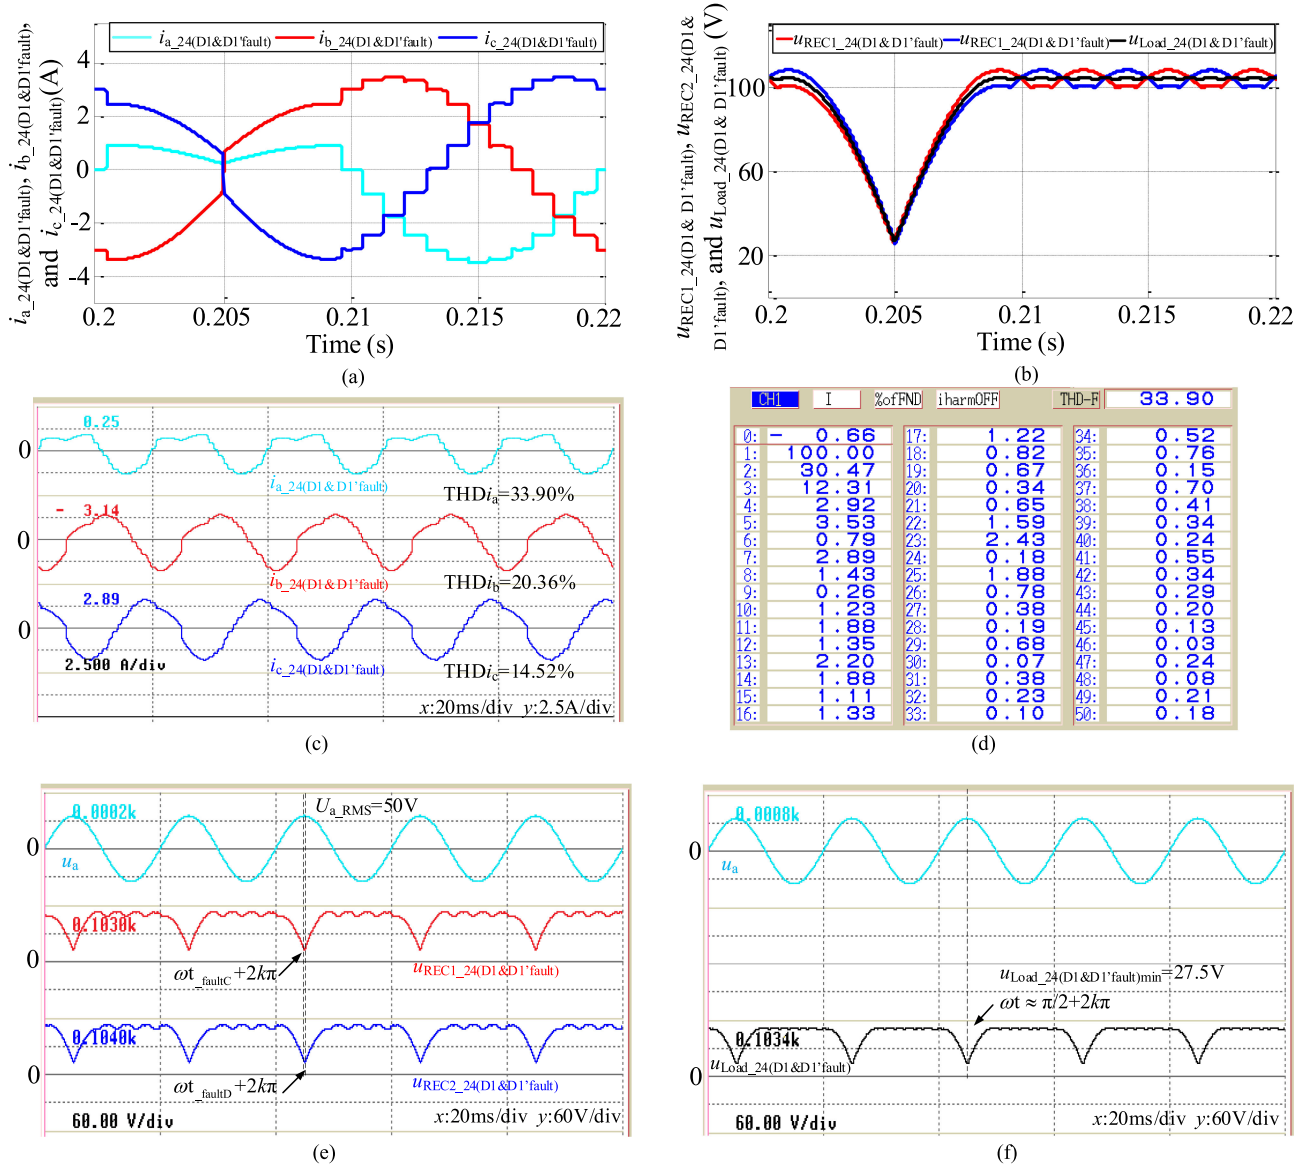 i_a_24(D1&D1'fault), i_b_24(D1&D1'fault),
and i_c_24(D1&D1'fault)(A)
i_a_24(D1&D1'fault) i_b_24(D1&D1'fault) i_c_24(D1&D1'fault)
4
2
0
-2
-4
0.2 0.205 0.21 0.215 0.22
Time (s)
(a)
u_REC1_24(D1& D1'fault), u_REC2_24(D1&
D1'fault), and u_Load_24(D1& D1'fault) (V)
u_REC1_24(D1&D1'fault) u_REC1_24(D1&D1'fault) u_Load_24(D1&D1'fault)
100
60
20
0.2 0.205 0.21 0.215 0.22
Time (s)
(b)
0.25
0
i_a_24(D1&D1'fault)
THDi_a=33.90%
- 3.14
0
i_b_24(D1&D1'fault)
THDi_b=20.36%
2.89
0
2.500 A/div
i_c_24(D1&D1'fault)
THDi_c=14.52%
x:20ms/div y:2.5A/div
(c)
CH1 I %ofFND iharmOFF THD-F 33.90
0: - 0.66 17: 1.22 34: 0.52
1: 100.00 18: 0.82 35: 0.76
2: 30.47 19: 0.67 36: 0.15
3: 12.31 20: 0.34 37: 0.70
4: 2.92 21: 0.65 38: 0.41
5: 3.53 22: 1.59 39: 0.34
6: 0.79 23: 2.43 40: 0.24
7: 2.89 24: 0.18 41: 0.55
8: 1.43 25: 1.88 42: 0.34
9: 0.26 26: 0.78 43: 0.29
10: 1.23 27: 0.38 44: 0.20
11: 1.88 28: 0.19 45: 0.13
12: 1.35 29: 0.68 46: 0.03
13: 2.20 30: 0.07 47: 0.24
14: 1.88 31: 0.38 48: 0.08
15: 1.11 32: 0.23 49: 0.21
16: 1.33 33: 0.10 50: 0.18
(d)
0.0002k
U_a_RMS=50V
0
u_a
0.1030k
0
ωt_faultC+2kπ
u_REC1_24(D1&D1'fault)
0.1040k
0
ωt_faultD+2kπ
u_REC2_24(D1&D1'fault)
60.00 V/div
x:20ms/div y:60V/div
(e)
0.0008k
0
u_a
u_Load_24(D1&D1'fault)min=27.5V
ωt ≈ π/2+2kπ
0.1034k
u_Load_24(D1&D1'fault)
0
60.00 V/div
x:20ms/div y:60V/div
(f)